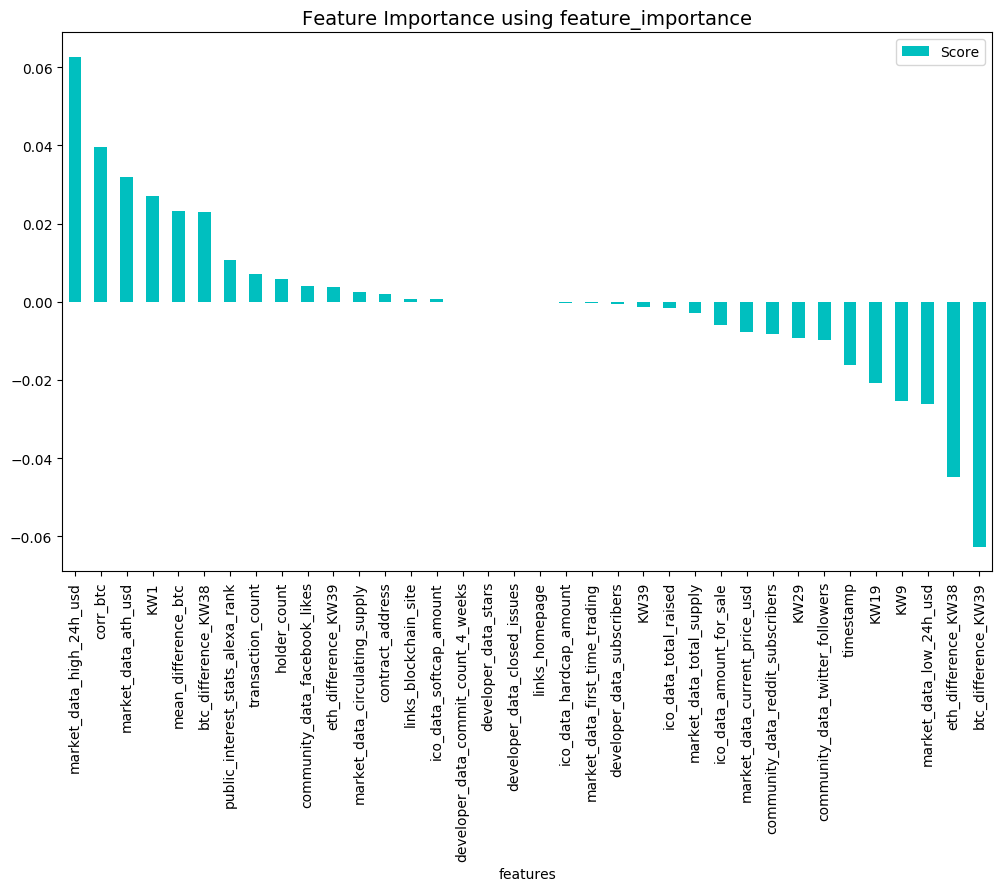 Feature Importance using feature_importance
Score
0.06
0.04
0.02
0.00
−0.02
−0.04
−0.06
market_data_high_24h_usd
corr_btc
market_data_ath_usd
KW1
mean_difference_btc
btc_difference_KW38
public_interest_stats_alexa_rank
transaction_count
holder_count
community_data_facebook_likes
eth_difference_KW39
market_data_circulating_supply
contract_address
links_blockchain_site
ico_data_softcap_amount
developer_data_commit_count_4_weeks
developer_data_stars
developer_data_closed_issues
links_homepage
ico_data_hardcap_amount
market_data_first_time_trading
developer_data_subscribers
KW39
ico_data_total_raised
market_data_total_supply
ico_data_amount_for_sale
market_data_current_price_usd
community_data_reddit_subscribers
KW29
community_data_twitter_followers
timestamp
KW19
KW9
market_data_low_24h_usd
eth_difference_KW38
btc_difference_KW39
features